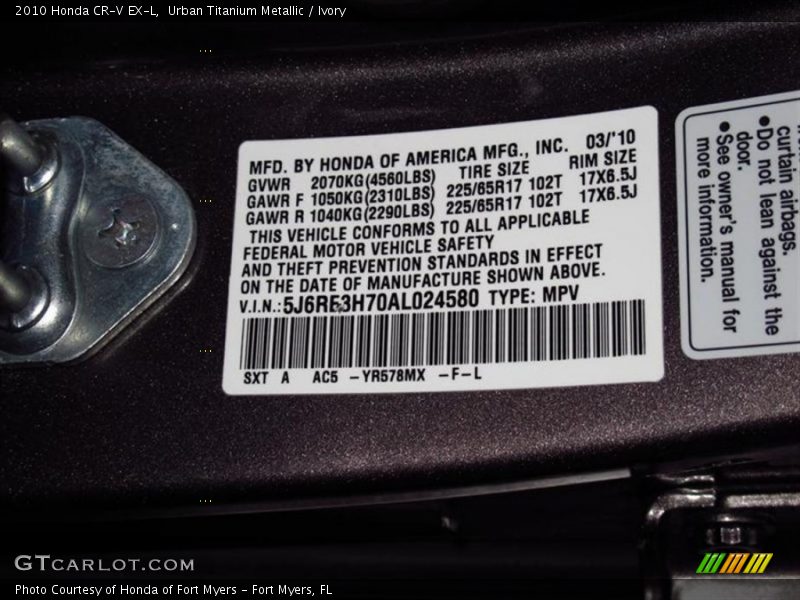 2010 Honda CR-V EX-L, Urban Titanium Metallic / Ivory
MFD. BY HONDA OF AMERICA MFG., INC. 03/'10
GVWR 2070KG(4560LBS) TIRE SIZE RIM SIZE
GAWR F 1050KG(2310LBS) 225/65R17 102T 17X6.5J
GAWR R 1040KG(2290LBS) 225/65R17 102T 17X6.5J
THIS VEHICLE CONFORMS TO ALL APPLICABLE
FEDERAL MOTOR VEHICLE SAFETY
AND THEFT PREVENTION STANDARDS IN EFFECT
ON THE DATE OF MANUFACTURE SHOWN ABOVE.
V.I.N.: 5J6RE3H70AL024580 TYPE: MPV
SXT A AC5 -YR578MX -F-L
curtain airbags.
•Do not lean against the
door.
•See owner's manual for
more information.
GTCARLOT.COM
Photo Courtesy of Honda of Fort Myers - Fort Myers, FL